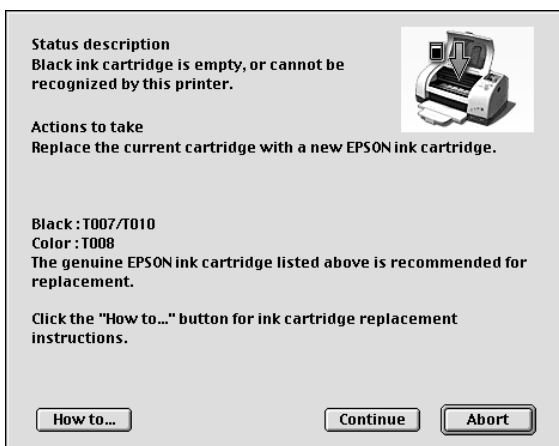 Status description
Black ink cartridge is empty, or cannot be
recognized by this printer.
Actions to take
Replace the current cartridge with a new EPSON ink cartridge.
Black : T007/T010
Color : T008
The genuine EPSON ink cartridge listed above is recommended for
replacement.
Click the "How to..." button for ink cartridge replacement
instructions.
How to... Continue Abort